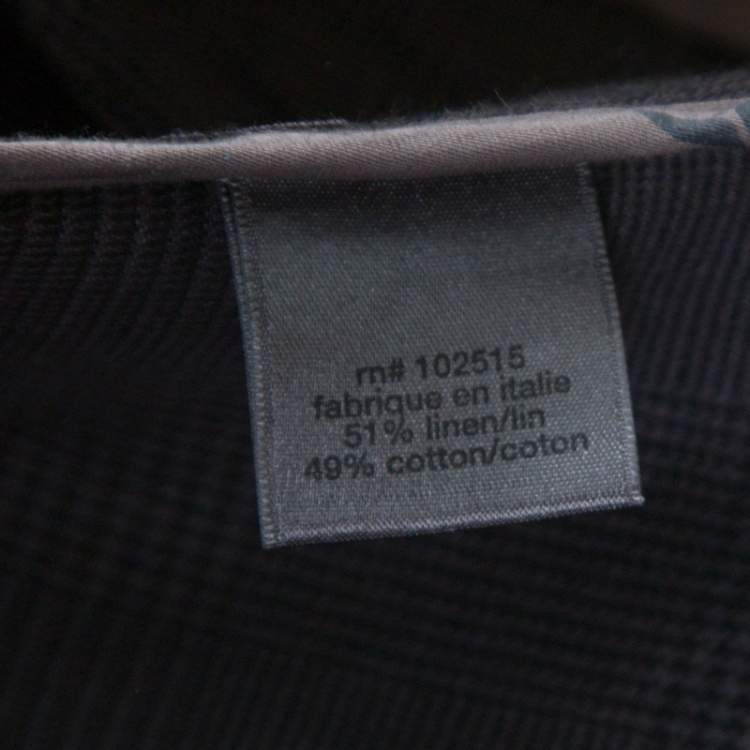 rn# 102515
fabrique en italie
51% linen/lin
49% cotton/coton